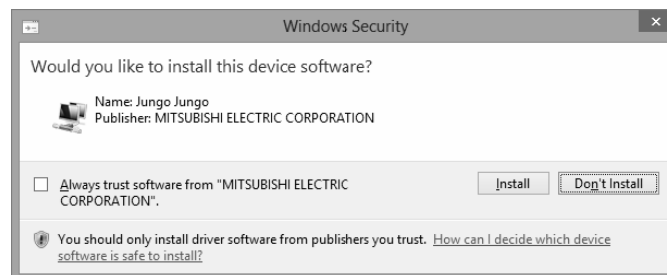 Windows Security
Would you like to install this device software?
Name: Jungo Jungo
Publisher: MITSUBISHI ELECTRIC CORPORATION
Always trust software from "MITSUBISHI ELECTRIC
CORPORATION".
Install
Don't Install
You should only install driver software from publishers you trust. How can I decide which device
software is safe to install?